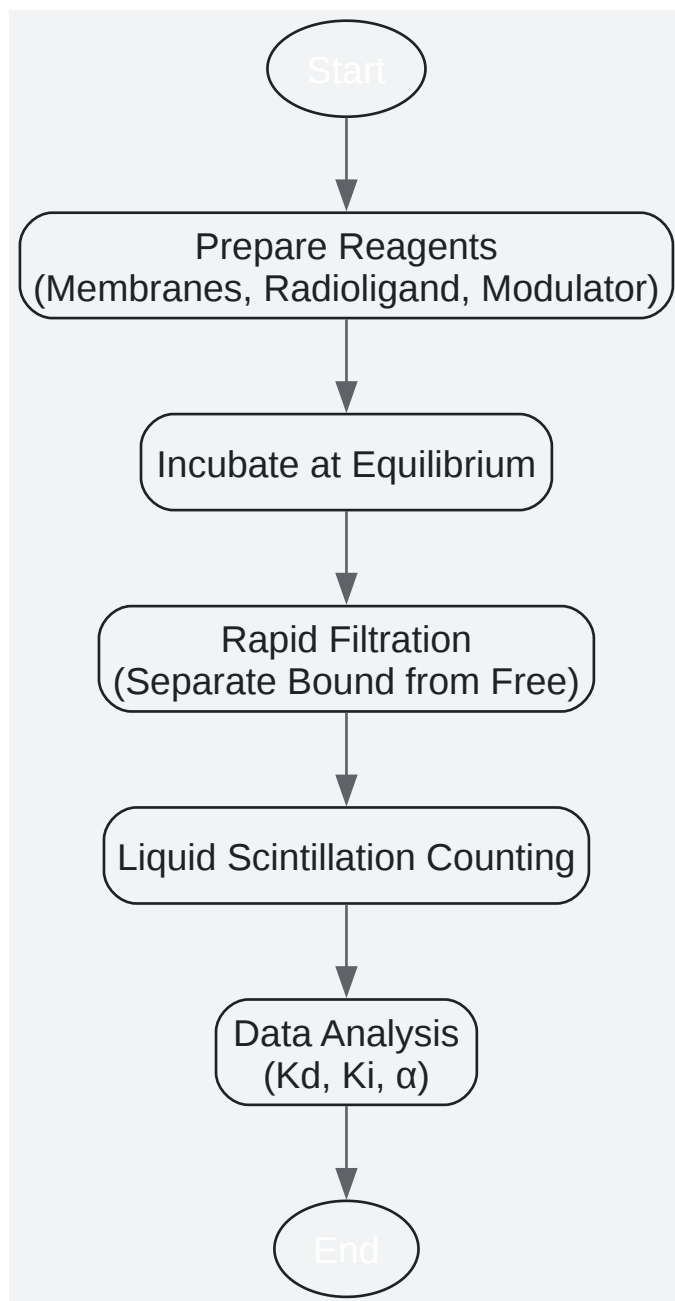 Start
Prepare Reagents
(Membranes, Radioligand, Modulator)
Incubate at Equilibrium
Rapid Filtration
(Separate Bound from Free)
Liquid Scintillation Counting
Data Analysis
(Kd, Ki, α)
End